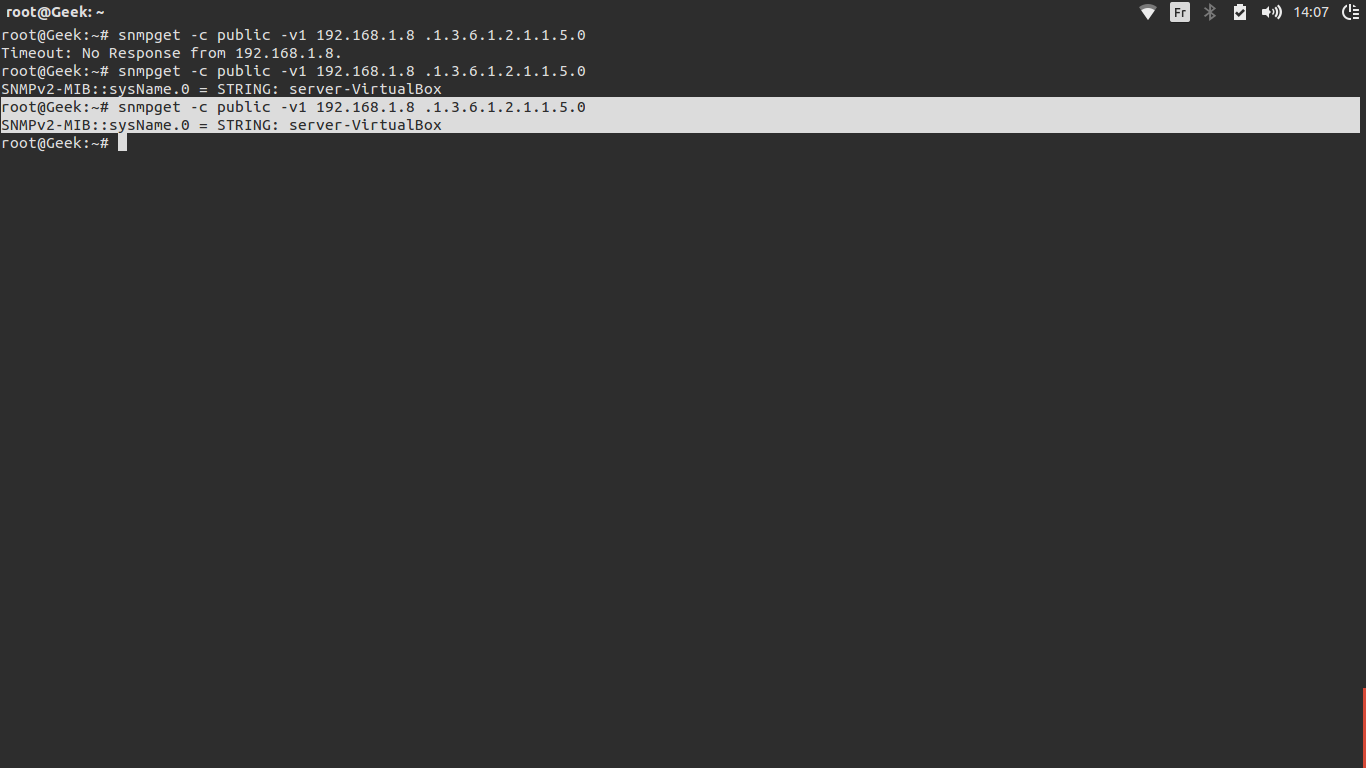 root@Geek: ~
Fr
14:07
root@Geek:~# snmpget -c public -v1 192.168.1.8 .1.3.6.1.2.1.1.5.0
Timeout: No Response from 192.168.1.8.
root@Geek:~# snmpget -c public -v1 192.168.1.8 .1.3.6.1.2.1.1.5.0
SNMPv2-MIB::sysName.0 = STRING: server-VirtualBox
root@Geek:~# snmpget -c public -v1 192.168.1.8 .1.3.6.1.2.1.1.5.0
SNMPv2-MIB::sysName.0 = STRING: server-VirtualBox
root@Geek:~#